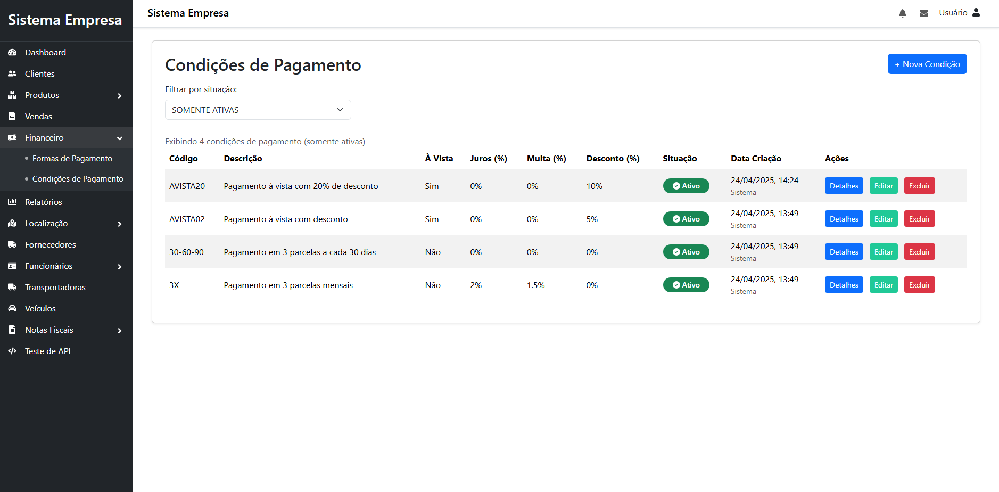 Sistema Empresa
Dashboard
Clientes
Produtos
Vendas
Financeiro
Formas de Pagamento
Condições de Pagamento
Relatórios
Localização
Fornecedores
Funcionários
Transportadoras
Veículos
Notas Fiscais
Teste de API
Sistema Empresa
Usuário
Condições de Pagamento
+ Nova Condição
Filtrar por situação:
SOMENTE ATIVAS
Exibindo 4 condições de pagamento (somente ativas)
Código Descrição À Vista Juros (%) Multa (%) Desconto (%) Situação Data Criação Ações
AVISTA20 Pagamento à vista com 20% de desconto Sim 0% 0% 10% Ativo 24/04/2025, 14:24 Detalhes Editar Excluir
Sistema
AVISTA02 Pagamento à vista com desconto Sim 0% 0% 5% Ativo 24/04/2025, 13:49 Detalhes Editar Excluir
Sistema
30-60-90 Pagamento em 3 parcelas a cada 30 dias Não 0% 0% 0% Ativo 24/04/2025, 13:49 Detalhes Editar Excluir
Sistema
3X Pagamento em 3 parcelas mensais Não 2% 1.5% 0% Ativo 24/04/2025, 13:49 Detalhes Editar Excluir
Sistema